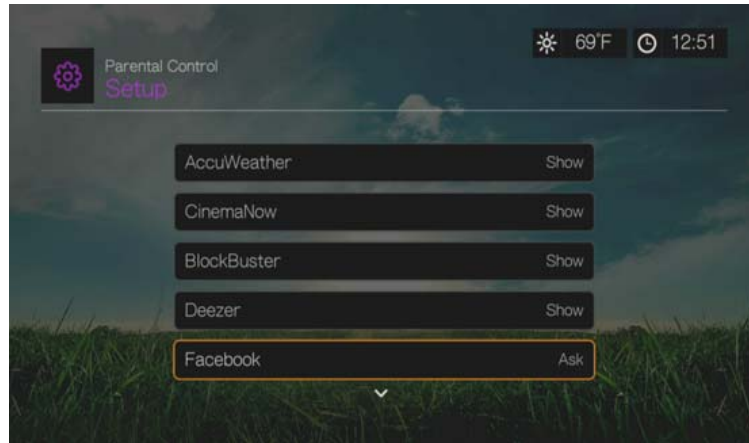 69°F 12:51
Parental Control
Setup
AccuWeather Show
CinemaNow Show
BlockBuster Show
Deezer Show
Facebook Ask